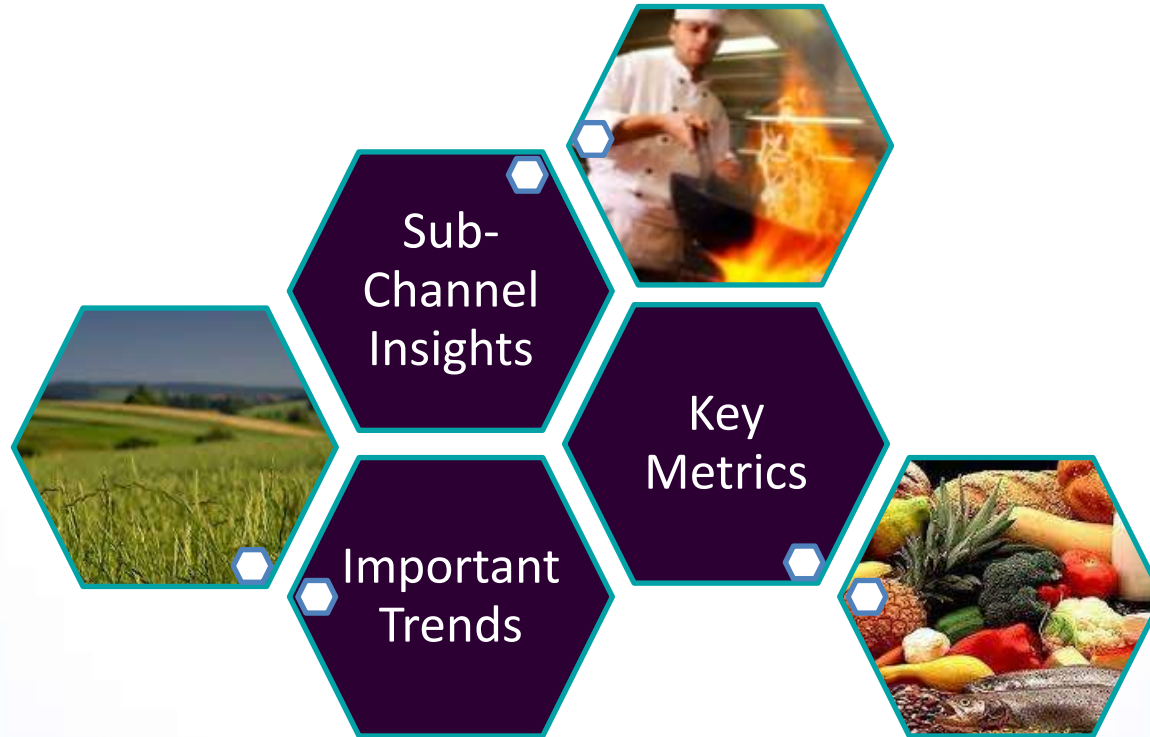 Sub-
Channel
Insights
Key
Metrics
Important
Trends